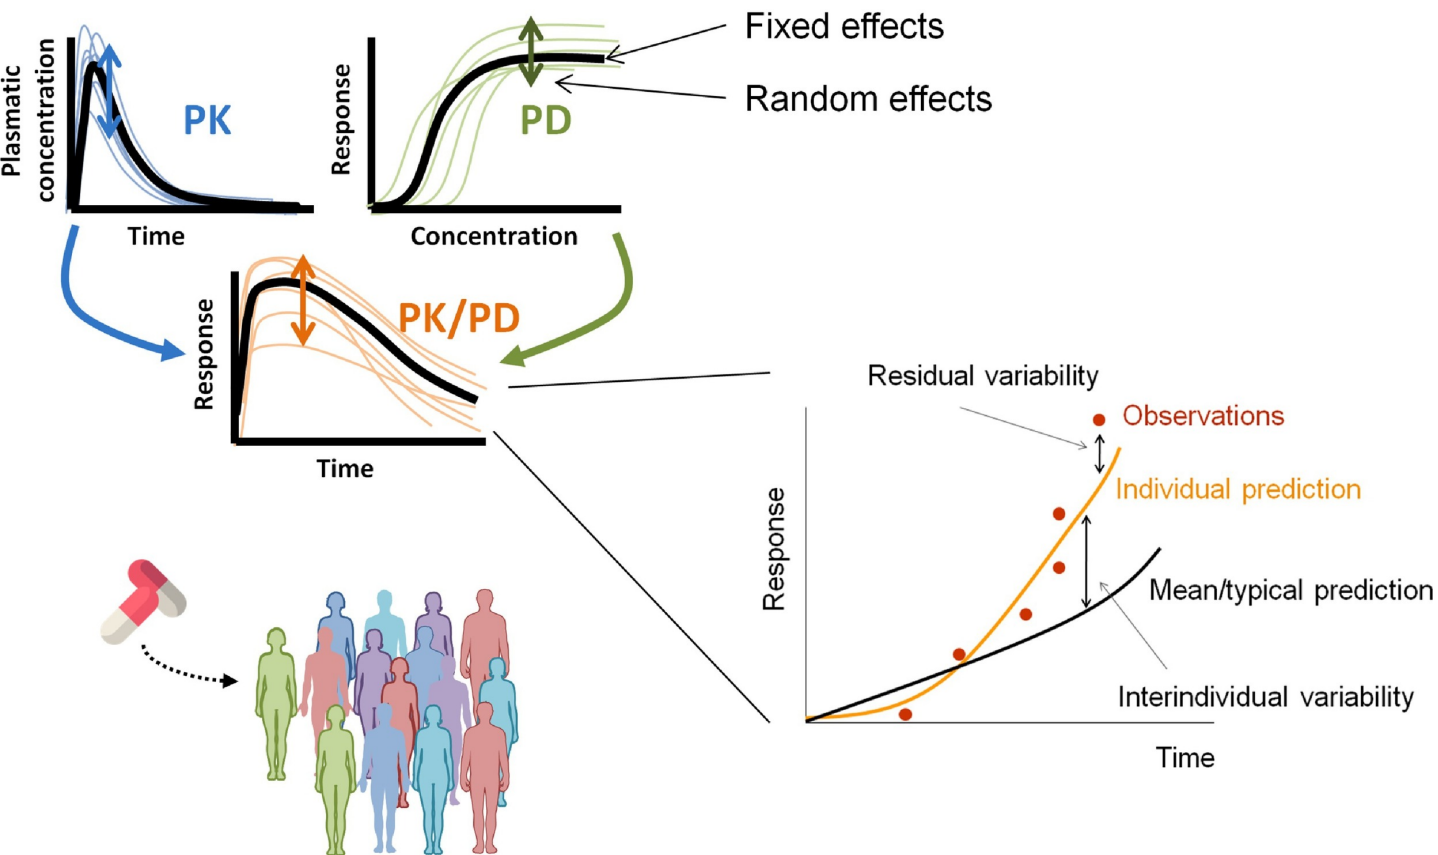 Fixed effects
Random effects
Plasmatic
concentration
PK
Time
Response
PD
Concentration
Response
PK/PD
Time
Residual variability
Observations
Individual prediction
Response
Mean/typical prediction
Interindividual variability
Time